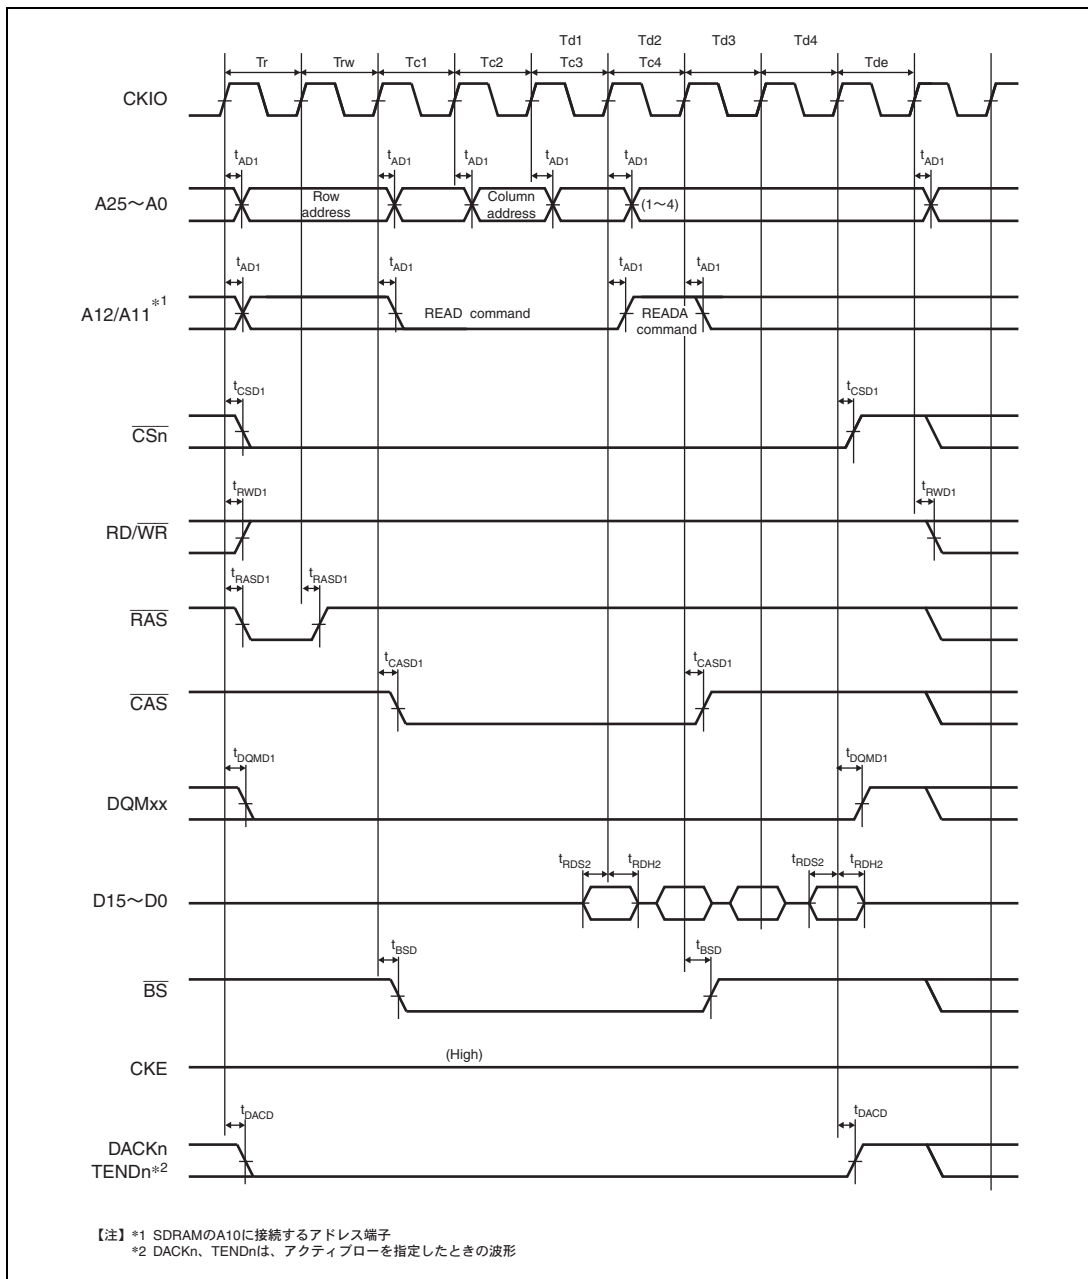 Td1 Td2 Td3 Td4
Tr Trw Tc1 Tc2 Tc3 Tc4 Tde
CKIO
tAD1 tAD1 tAD1 tAD1 tAD1 tAD1
A25～A0
Row address
Column address
(1～4)
tAD1 tAD1 tAD1 tAD1
A12/A11*1
READ command
READA command
tCSD1 tCSD1
CSn
tRWD1 tRWD1
RD/WR
tRASD1 tRASD1
RAS
tCASD1 tCASD1
CAS
tDQMD1 tDQMD1
DQMxx
tRDS2 tRDH2 tRDS2 tRDH2
D15～D0
tBSD tBSD
BS
(High)
CKE
tDACD tDACD
DACKn
TENDn*2
【注】 *1 SDRAMのA10に接続するアドレス端子
*2 DACKn、TENDnは、アクティブローを指定したときの波形